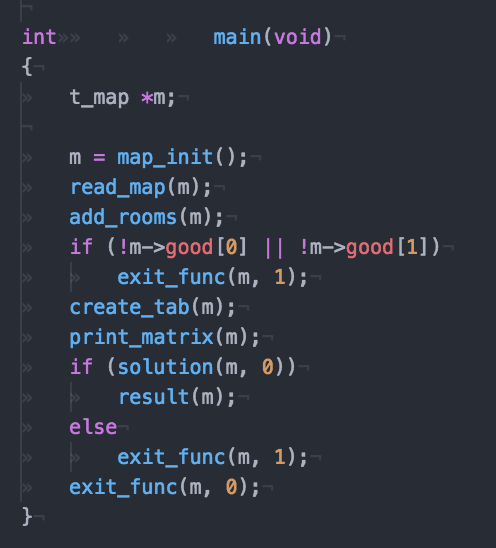 int main(void)
{
t_map *m;
m = map_init();
read_map(m);
add_rooms(m);
if (!m->good[0] || !m->good[1])
exit_func(m, 1);
create_tab(m);
print_matrix(m);
if (solution(m, 0))
result(m);
else
exit_func(m, 1);
exit_func(m, 0);
}